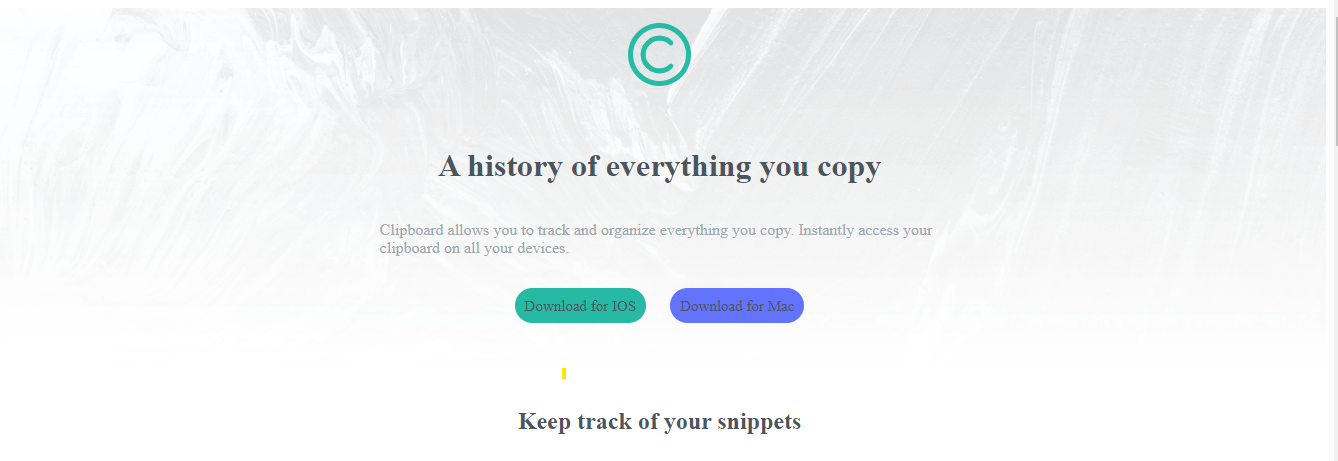 C
A history of everything you copy
Clipboard allows you to track and organize everything you copy. Instantly access your
clipboard on all your devices.
Download for IOS
Download for Mac
Keep track of your snippets